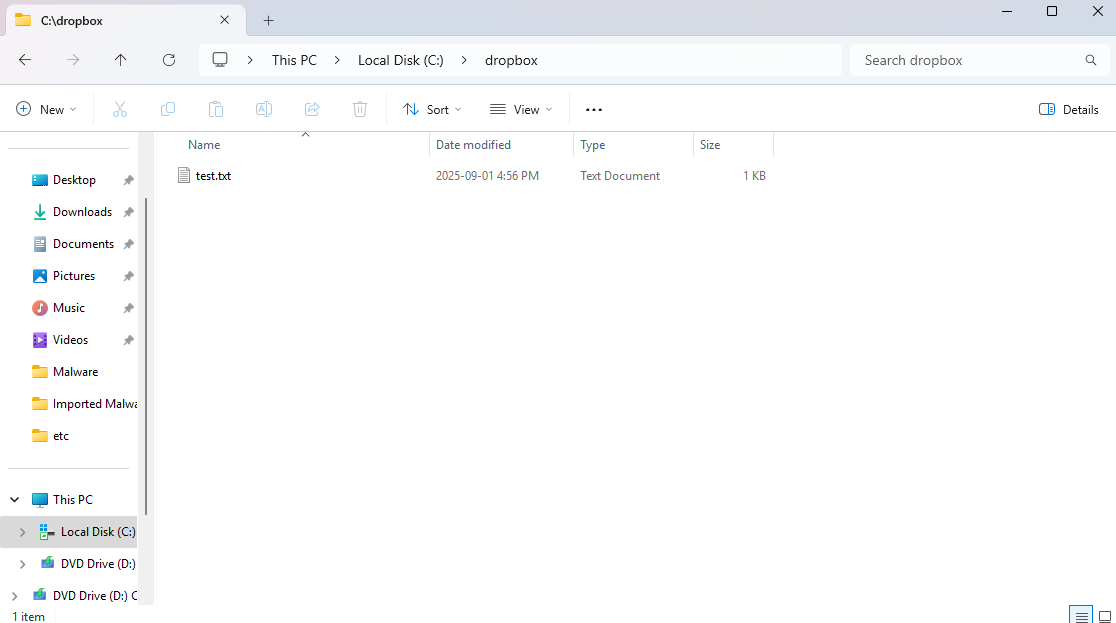 C:\dropbox
This PC
Local Disk (C:)
dropbox
Search dropbox
New
Sort
View
Details
Name
Date modified
Type
Size
test.txt
2025-09-01 4:56 PM
Text Document
1 KB
Desktop
Downloads
Documents
Pictures
Music
Videos
Malware
Imported Malwa
etc
This PC
Local Disk (C:)
DVD Drive (D:)
DVD Drive (D:) C
1 item